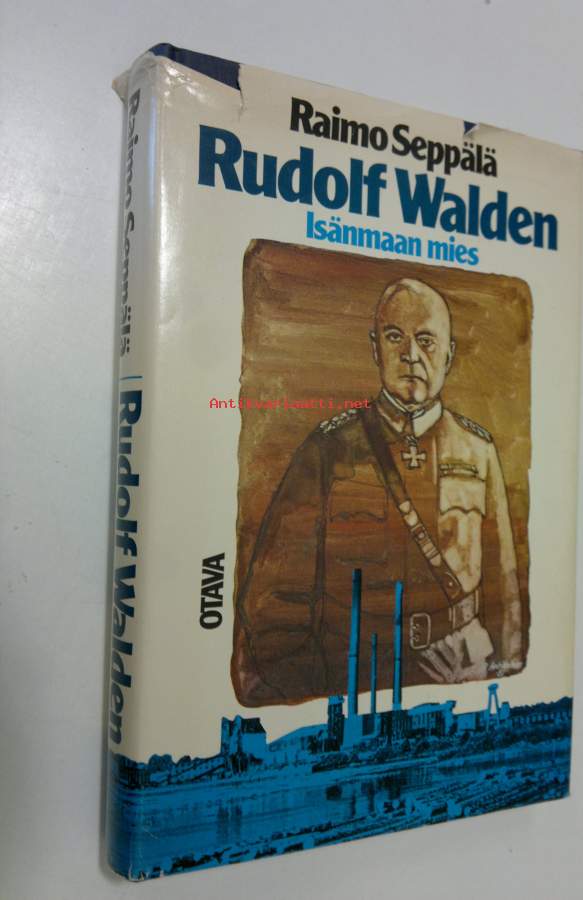 Raimo Seppälä
Rudolf Walden
Isänmaan mies
Antikvariaatti.net
OTAVA
Raimo Seppälä / Rudolf Walden